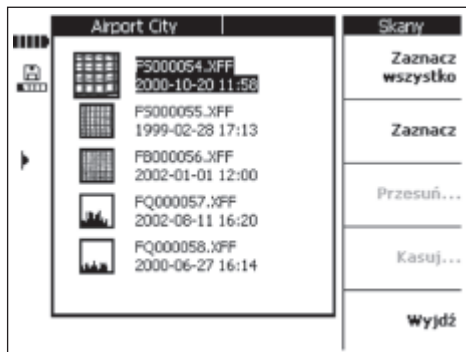 Airport City
FS000054.XFF
2000-10-20 11:58
FS000055.XFF
1999-02-28 17:13
FB000056.XFF
2002-01-01 12:00
FQ000057.XFF
2002-08-11 16:20
FQ000058.XFF
2000-06-27 16:14
Skany
Zaznacz
wszystko
Zaznacz
Przesuń...
Kasuj...
Wyjdź